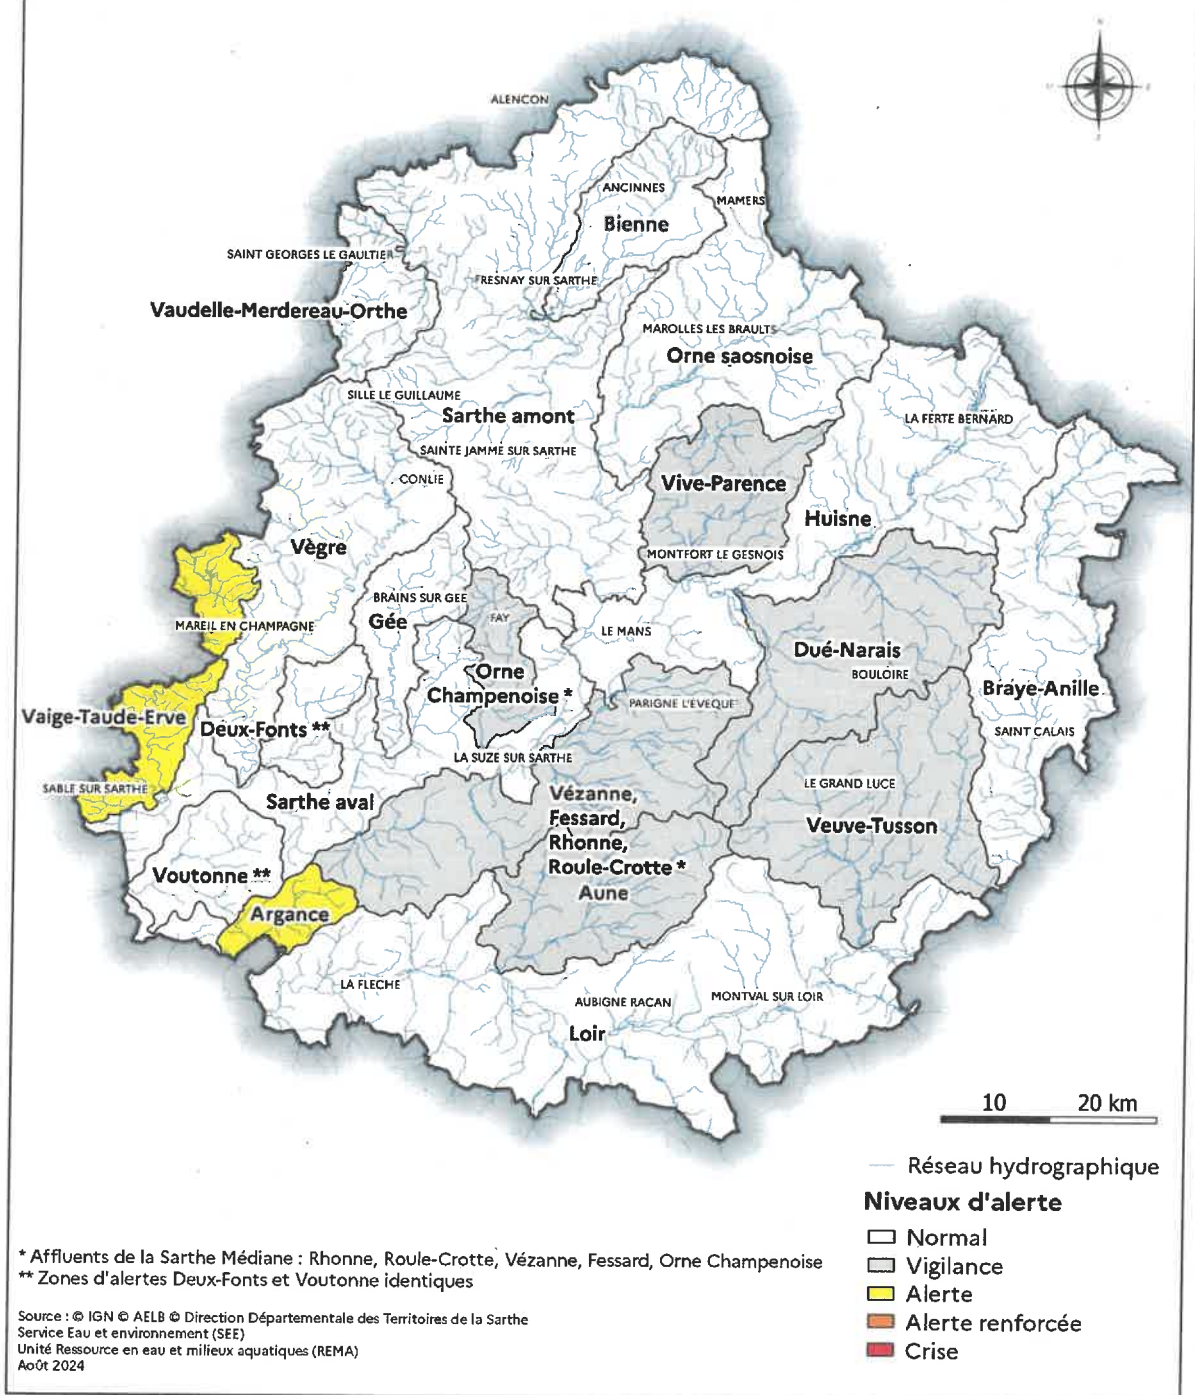 ALENCON
ANCINNES
MAMERS
Bienne
SAINT GEORGES LE GAULTIER
RESNAY SUR SARTHE
Vaudelle-Merdereau-Orthe
MAROLLES LES BRAULTS
Orne saosnoise
SILLE LE GUILLAUME
Sarthe amont
LA FERTE BERNARD
SAINTE JAMME SUR SARTHE
CONLIE
Vive-Parence
Huisne
Vègre
MONTFORT LE GESNOIS
BRAINS SUR GEE
Gée
FAY
MAREIL EN CHAMPAGNE
LE MANS
Dué-Narais
BOULOIRE
Orne
Champenoise *
Braye-Anille
PARIGNE L'EVEQUE
Vaige-Taude-Erve
Deux-Fonts **
SAINT CALAIS
LA SUZE SUR SARTHE
SABLE SUR SARTHE
LE GRAND LUCE
Sarthe aval
Vézanne,
Fessard,
Rhonne,
Roule-Crotte *
Veuve-Tusson
Voutonne **
Aune
Argance
LA FLECHE
AUBIGNE RACAN
MONTVAL SUR LOIR
Loir
10 20 km
Réseau hydrographique
Niveaux d'alerte
Normal
Vigilance
Alerte
Alerte renforcée
Crise
* Affluents de la Sarthe Médiane : Rhonne, Roule-Crotte, Vézanne, Fessard, Orne Champenoise
** Zones d'alertes Deux-Fonts et Voutonne identiques
Source : © IGN © AELB © Direction Départementale des Territoires de la Sarthe
Service Eau et environnement (SEE)
Unité Ressource en eau et milieux aquatiques (REMA)
Août 2024